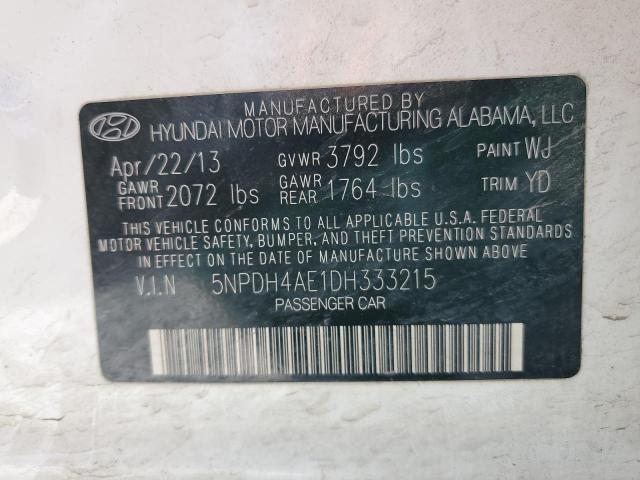 MANUFACTURED BY
HYUNDAI MOTOR MANUFACTURING ALABAMA, LLC
Apr/22/13 GVWR 3792 lbs PAINT WJ
GAWR FRONT 2072 lbs GAWR REAR 1764 lbs TRIM YD
THIS VEHICLE CONFORMS TO ALL APPLICABLE U.S.A. FEDERAL
MOTOR VEHICLE SAFETY, BUMPER, AND THEFT PREVENTION STANDARDS
IN EFFECT ON THE DATE OF MANUFACTURE SHOWN ABOVE
V.I.N 5NPDH4AE1DH333215
PASSENGER CAR